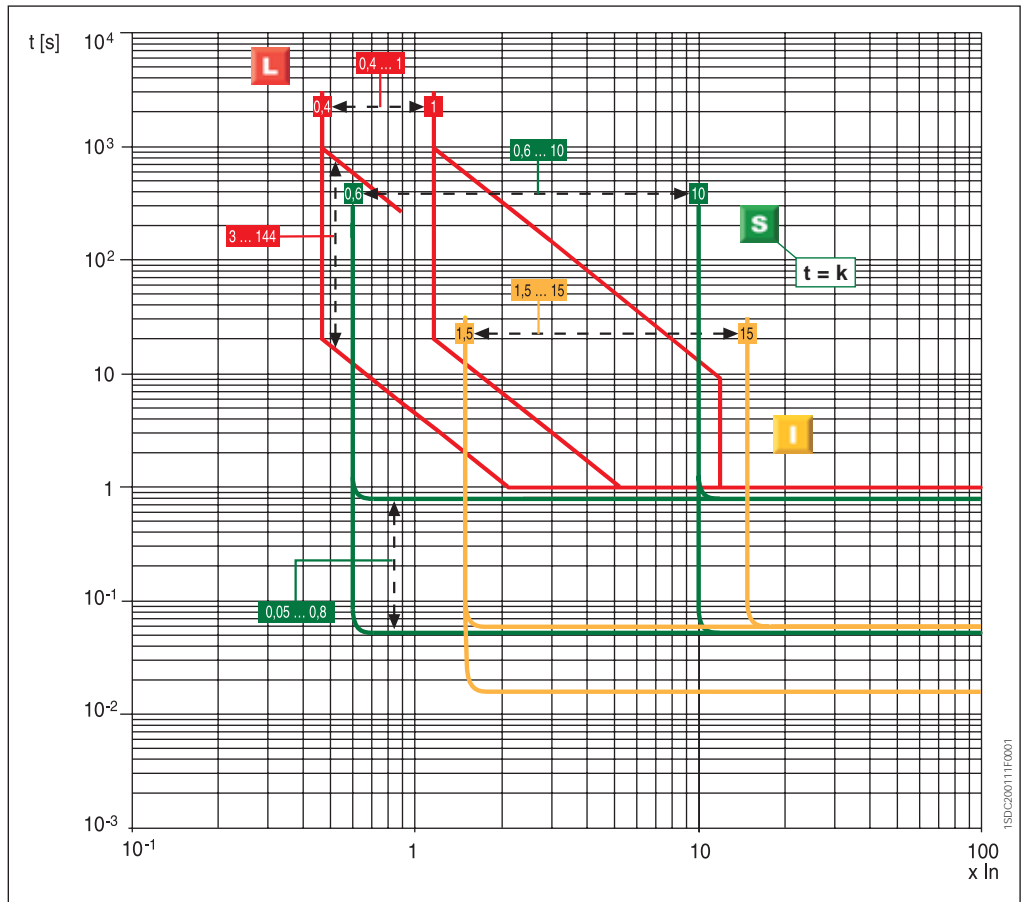 t [s]
10⁴
L
0,4 ... 1
0,4
1
10³
0,6 ... 10
0,6
10
S
3 ... 144
t = k
10²
1,5 ... 15
1,5
15
10
I
1
10⁻¹
0,05 ... 0,8
10⁻²
10⁻³
10⁻¹
1
10
100
x In
1SDC200111F0001